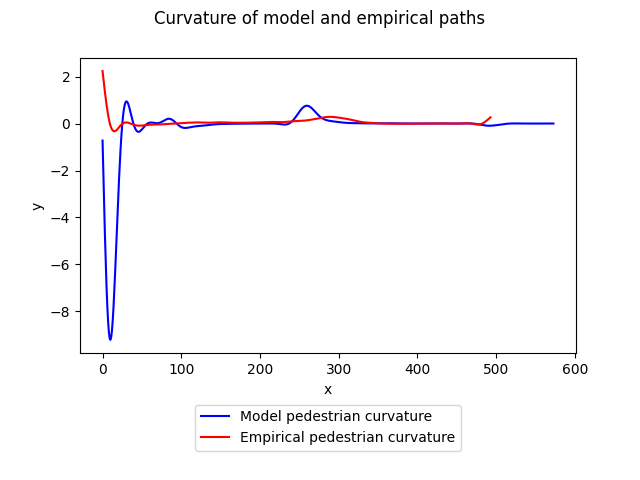 Curvature of model and empirical paths
2
0
−2
−4
−6
−8
y
0 100 200 300 400 500 600
x
Model pedestrian curvature
Empirical pedestrian curvature